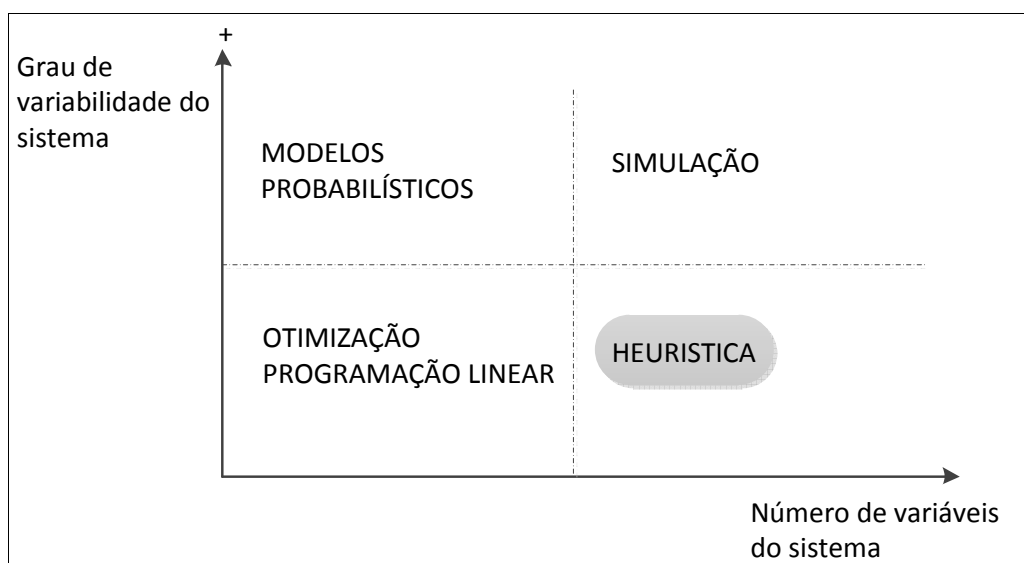 +
Grau de
variabilidade do
sistema
MODELOS
PROBABILÍSTICOS
SIMULAÇÃO
OTIMIZAÇÃO
PROGRAMAÇÃO LINEAR
HEURISTICA
Número de variáveis
do sistema